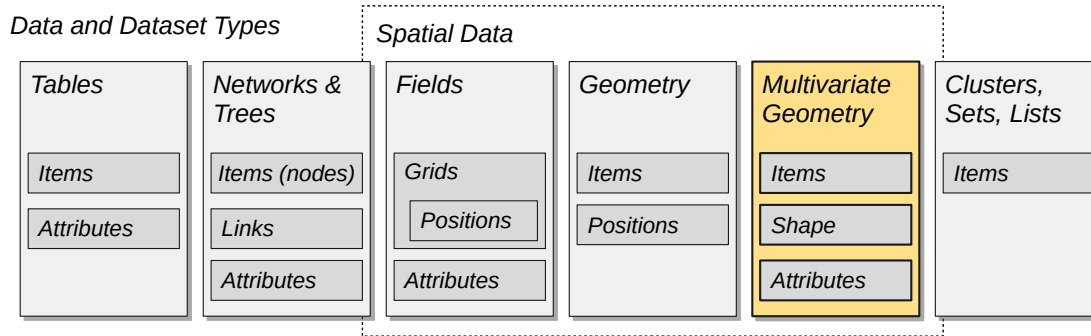 Data and Dataset Types
Spatial Data
Tables
Items
Attributes
Networks &
Trees
Items (nodes)
Links
Attributes
Fields
Grids
Positions
Attributes
Geometry
Items
Positions
Multivariate
Geometry
Items
Shape
Attributes
Clusters,
Sets, Lists
Items